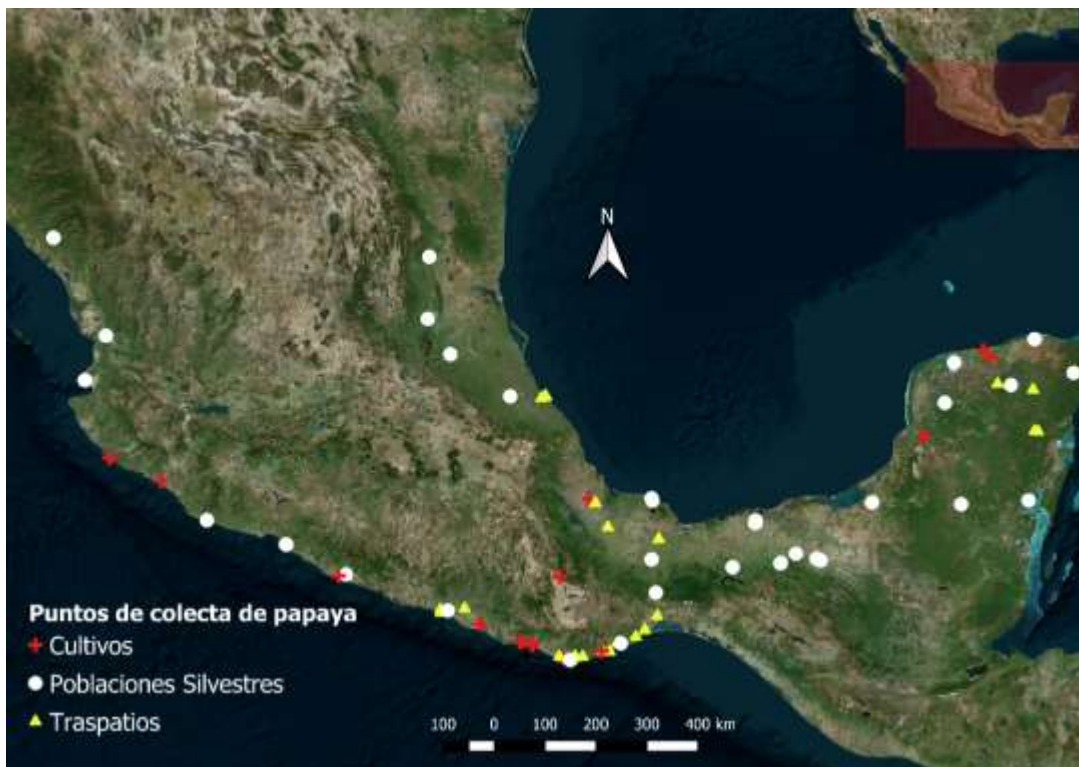 N
Puntos de colecta de papaya
Cultivos
Poblaciones Silvestres
Traspatios
100 0 100 200 300 400 km